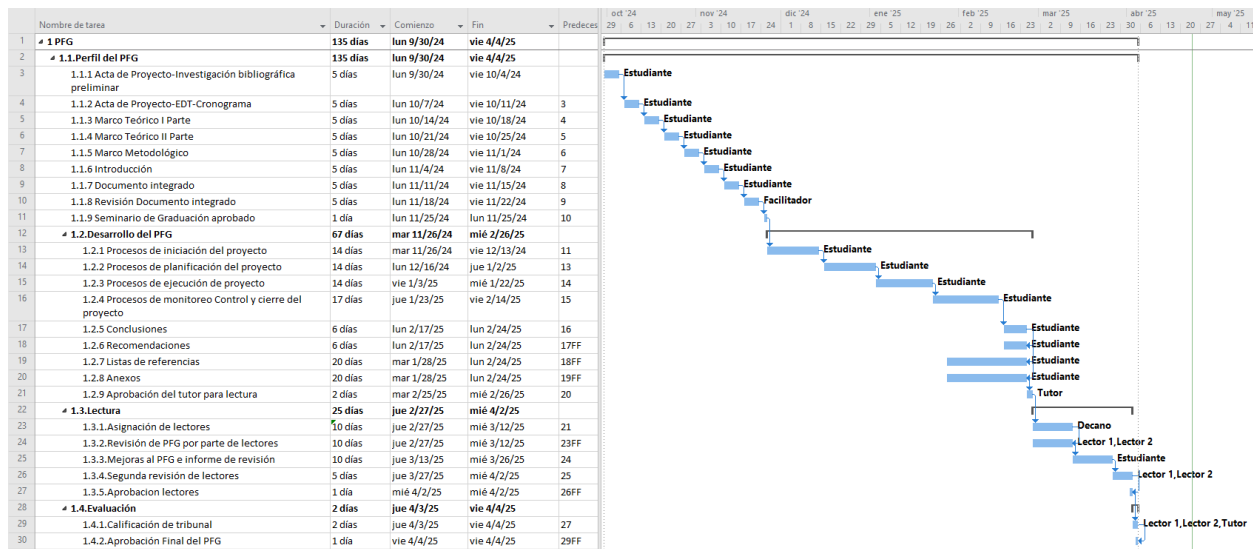 oct '24 nov '24 dic '24 ene '25 feb '25 mar '25 abr '25 may '25
Nombre de tarea Duración Comienzo Fin Predeces 29 6 13 20 27 3 10 17 24 1 8 15 22 29 5 12 19 26 2 9 16 23 2 9 16 23 30 6 13 20 27 4 11
1 1 PFG 135 días lun 9/30/24 vie 4/4/25
2 1.1.Perfil del PFG 135 días lun 9/30/24 vie 4/4/25
3 1.1.1 Acta de Proyecto-Investigación bibliográfica 5 días lun 9/30/24 vie 10/4/24 Estudiante
preliminar
4 1.1.2 Acta de Proyecto-EDT-Cronograma 5 días lun 10/7/24 vie 10/11/24 3 Estudiante
5 1.1.3 Marco Teórico I Parte 5 días lun 10/14/24 vie 10/18/24 4 Estudiante
6 1.1.4 Marco Teórico II Parte 5 días lun 10/21/24 vie 10/25/24 5 Estudiante
7 1.1.5 Marco Metodológico 5 días lun 10/28/24 vie 11/1/24 6 Estudiante
8 1.1.6 Introducción 5 días lun 11/4/24 vie 11/8/24 7 Estudiante
9 1.1.7 Documento integrado 5 días lun 11/11/24 vie 11/15/24 8 Estudiante
10 1.1.8 Revisión Documento integrado 5 días lun 11/18/24 vie 11/22/24 9 Facilitador
11 1.1.9 Seminario de Graduación aprobado 1 día lun 11/25/24 lun 11/25/24 10
12 1.2.Desarrollo del PFG 67 días mar 11/26/24 mié 2/26/25
13 1.2.1 Procesos de iniciación del proyecto 14 días mar 11/26/24 vie 12/13/24 11 Estudiante
14 1.2.2 Procesos de planificación del proyecto 14 días lun 12/16/24 jue 1/2/25 13 Estudiante
15 1.2.3 Procesos de ejecución de proyecto 14 días vie 1/3/25 mié 1/22/25 14 Estudiante
16 1.2.4 Procesos de monitoreo Control y cierre del 17 días jue 1/23/25 vie 2/14/25 15 Estudiante
proyecto
17 1.2.5 Conclusiones 6 días lun 2/17/25 lun 2/24/25 16 Estudiante
18 1.2.6 Recomendaciones 6 días lun 2/17/25 lun 2/24/25 17FF Estudiante
19 1.2.7 Listas de referencias 20 días mar 1/28/25 lun 2/24/25 18FF Estudiante
20 1.2.8 Anexos 20 días mar 1/28/25 lun 2/24/25 19FF Estudiante
21 1.2.9 Aprobación del tutor para lectura 2 días mar 2/25/25 mié 2/26/25 20 Tutor
22 1.3.Lectura 25 días jue 2/27/25 mié 4/2/25
23 1.3.1.Asignación de lectores 10 días jue 2/27/25 mié 3/12/25 21 Decano
24 1.3.2.Revisión de PFG por parte de lectores 10 días jue 2/27/25 mié 3/12/25 23FF Lector 1,Lector 2
25 1.3.3.Mejoras al PFG e informe de revisión 10 días jue 3/13/25 mié 3/26/25 24 Estudiante
26 1.3.4.Segunda revisión de lectores 5 días jue 3/27/25 mié 4/2/25 25 Lector 1,Lector 2
27 1.3.5.Aprobacion lectores 1 día mié 4/2/25 mié 4/2/25 26FF
28 1.4.Evaluación 2 días jue 4/3/25 vie 4/4/25
29 1.4.1.Calificación de tribunal 2 días jue 4/3/25 vie 4/4/25 27 Lector 1,Lector 2,Tutor
30 1.4.2.Aprobación Final del PFG 1 día vie 4/4/25 vie 4/4/25 29FF